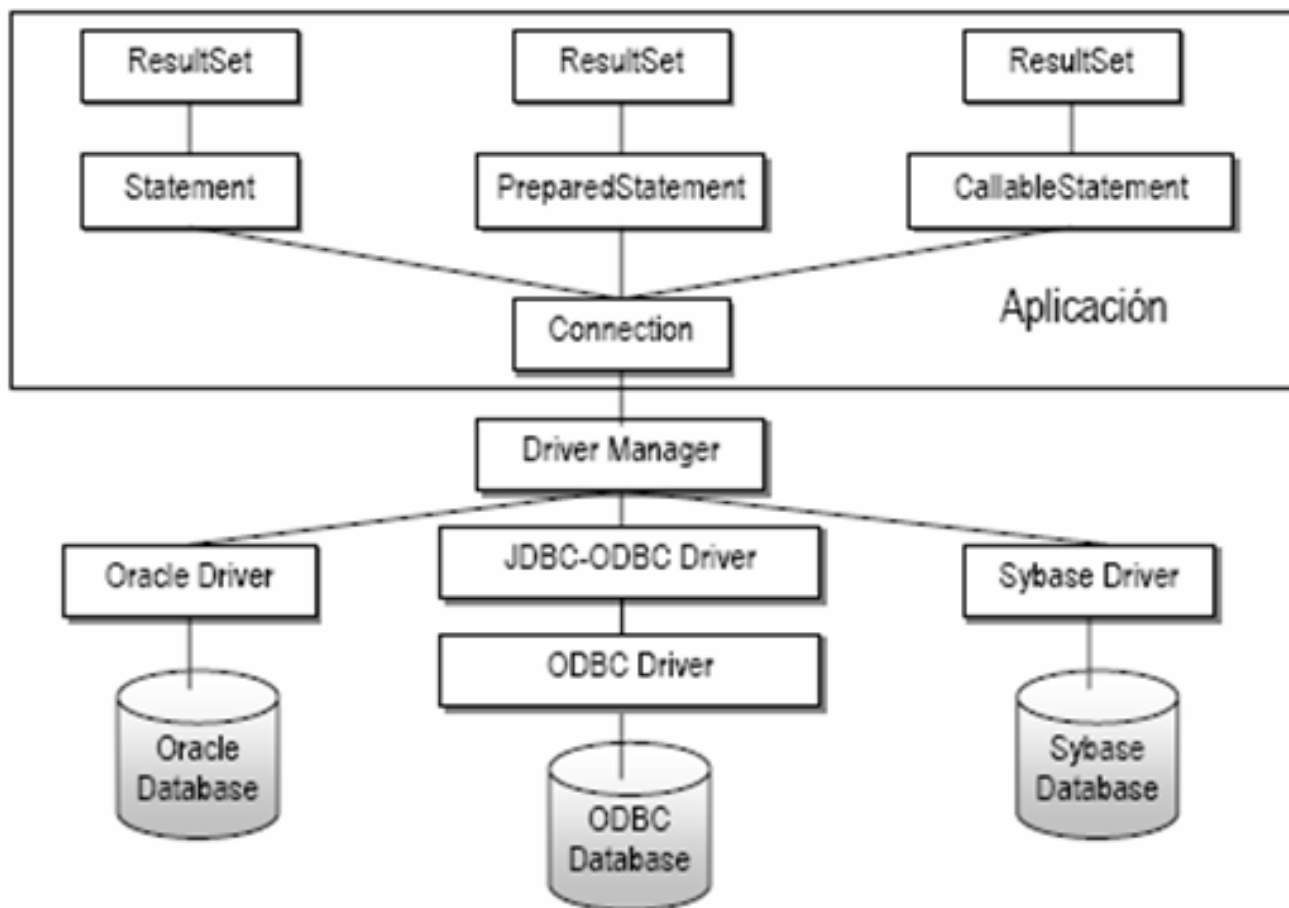 ResultSet
ResultSet
ResultSet
Statement
PreparedStatement
CallableStatement
Connection
Aplicación
Driver Manager
Oracle Driver
JDBC-ODBC Driver
Sybase Driver
ODBC Driver
Oracle
Database
ODBC
Database
Sybase
Database